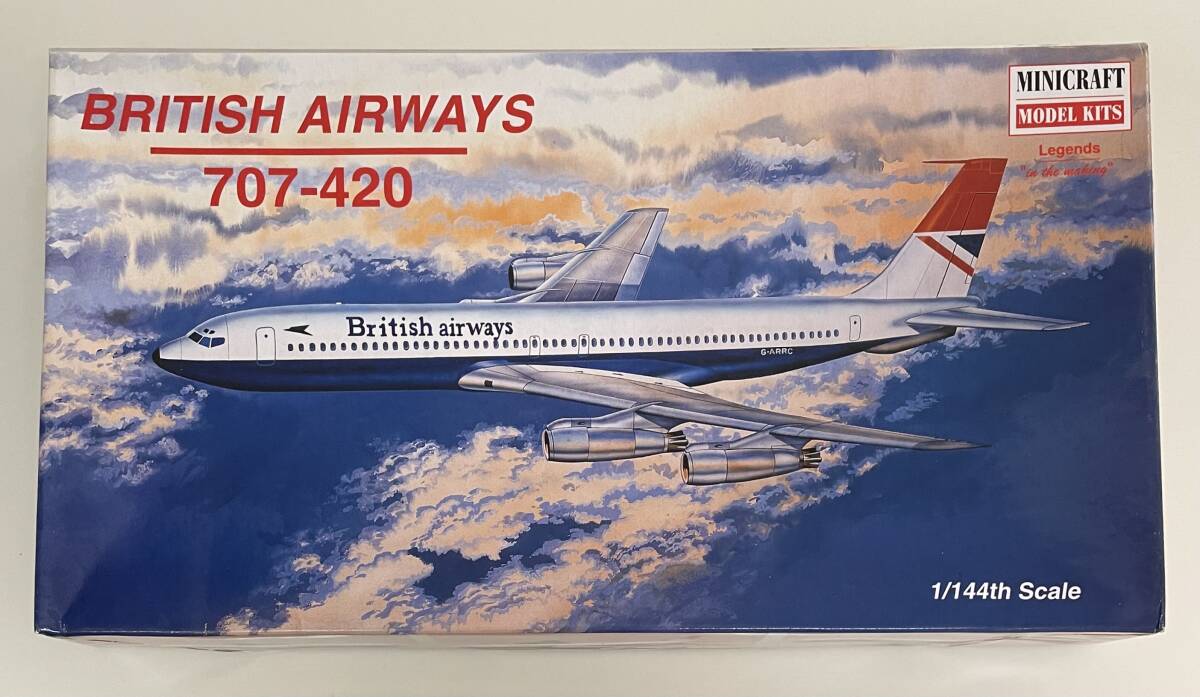 BRITISH AIRWAYS
707-420
MINICRAFT
MODEL KITS
Legends
"in the making"
British airways
G-ARRC
1/144th Scale